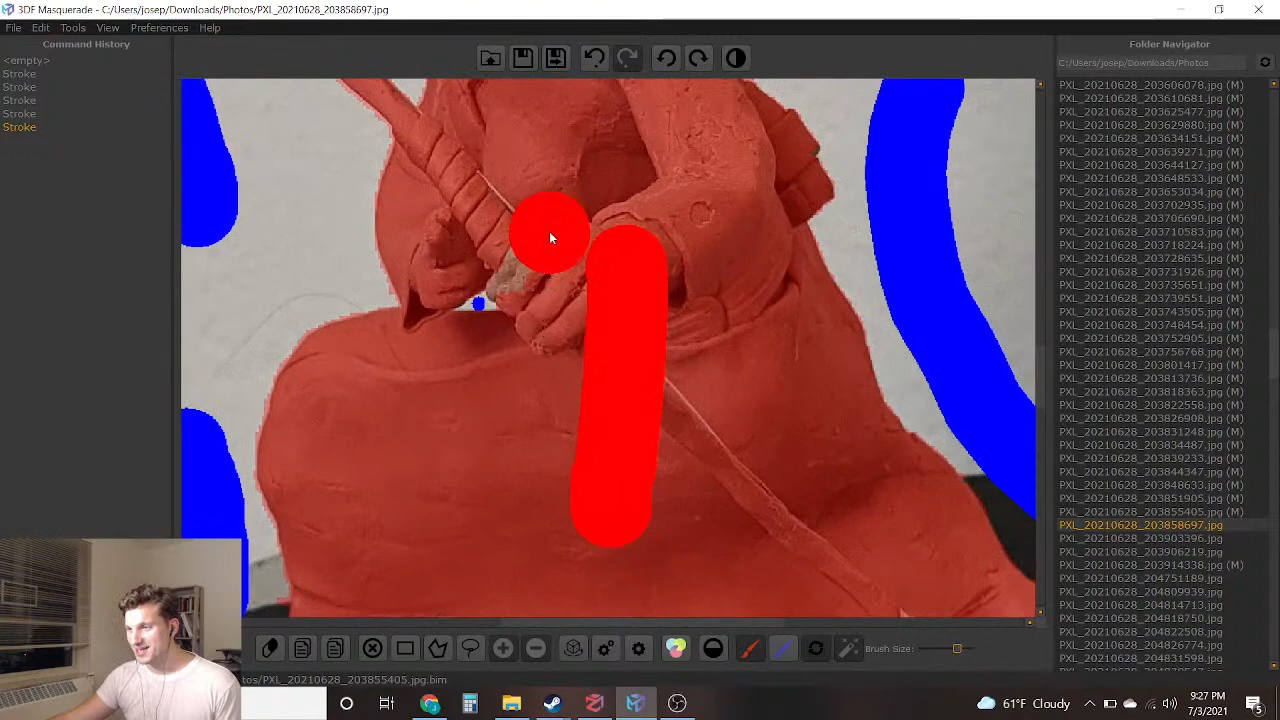 3DF Masquerade - C:/Users/josep/Downloads/Photos/PXL_20210628_203858697.jpg
File Edit Tools View Preferences Help
Command History
<empty>
Stroke
Stroke
Stroke
Stroke
Stroke
Folder Navigator
C:/Users/josep/Downloads/Photos
PXL_20210628_203606078.jpg (M)
PXL_20210628_203610681.jpg (M)
PXL_20210628_203625477.jpg (M)
PXL_20210628_203629880.jpg (M)
PXL_20210628_203634151.jpg (M)
PXL_20210628_203639271.jpg (M)
PXL_20210628_203644127.jpg (M)
PXL_20210628_203648533.jpg (M)
PXL_20210628_203653034.jpg (M)
PXL_20210628_203702935.jpg (M)
PXL_20210628_203706690.jpg (M)
PXL_20210628_203710583.jpg (M)
PXL_20210628_203718224.jpg (M)
PXL_20210628_203728635.jpg (M)
PXL_20210628_203731926.jpg (M)
PXL_20210628_203735156.jpg (M)
PXL_20210628_203739551.jpg (M)
PXL_20210628_203743505.jpg (M)
PXL_20210628_203748454.jpg (M)
PXL_20210628_203752905.jpg (M)
PXL_20210628_203756768.jpg (M)
PXL_20210628_203801417.jpg (M)
PXL_20210628_203813736.jpg (M)
PXL_20210628_203818363.jpg (M)
PXL_20210628_203822558.jpg (M)
PXL_20210628_203826908.jpg (M)
PXL_20210628_203831248.jpg (M)
PXL_20210628_203834487.jpg (M)
PXL_20210628_203839233.jpg (M)
PXL_20210628_203844347.jpg (M)
PXL_20210628_203848633.jpg (M)
PXL_20210628_203851905.jpg (M)
PXL_20210628_203855405.jpg (M)
PXL_20210628_203858697.jpg
PXL_20210628_203903396.jpg
PXL_20210628_203906219.jpg
PXL_20210628_203914338.jpg (M)
PXL_20210628_204751189.jpg
PXL_20210628_204809939.jpg
PXL_20210628_204814713.jpg
PXL_20210628_204818750.jpg
PXL_20210628_204822508.jpg
PXL_20210628_204826774.jpg
PXL_20210628_204831598.jpg
Brush Size:
tos/PXL_20210628_203855405.jpg.bim
61°F Cloudy
9:27 PM
7/3/2021
5